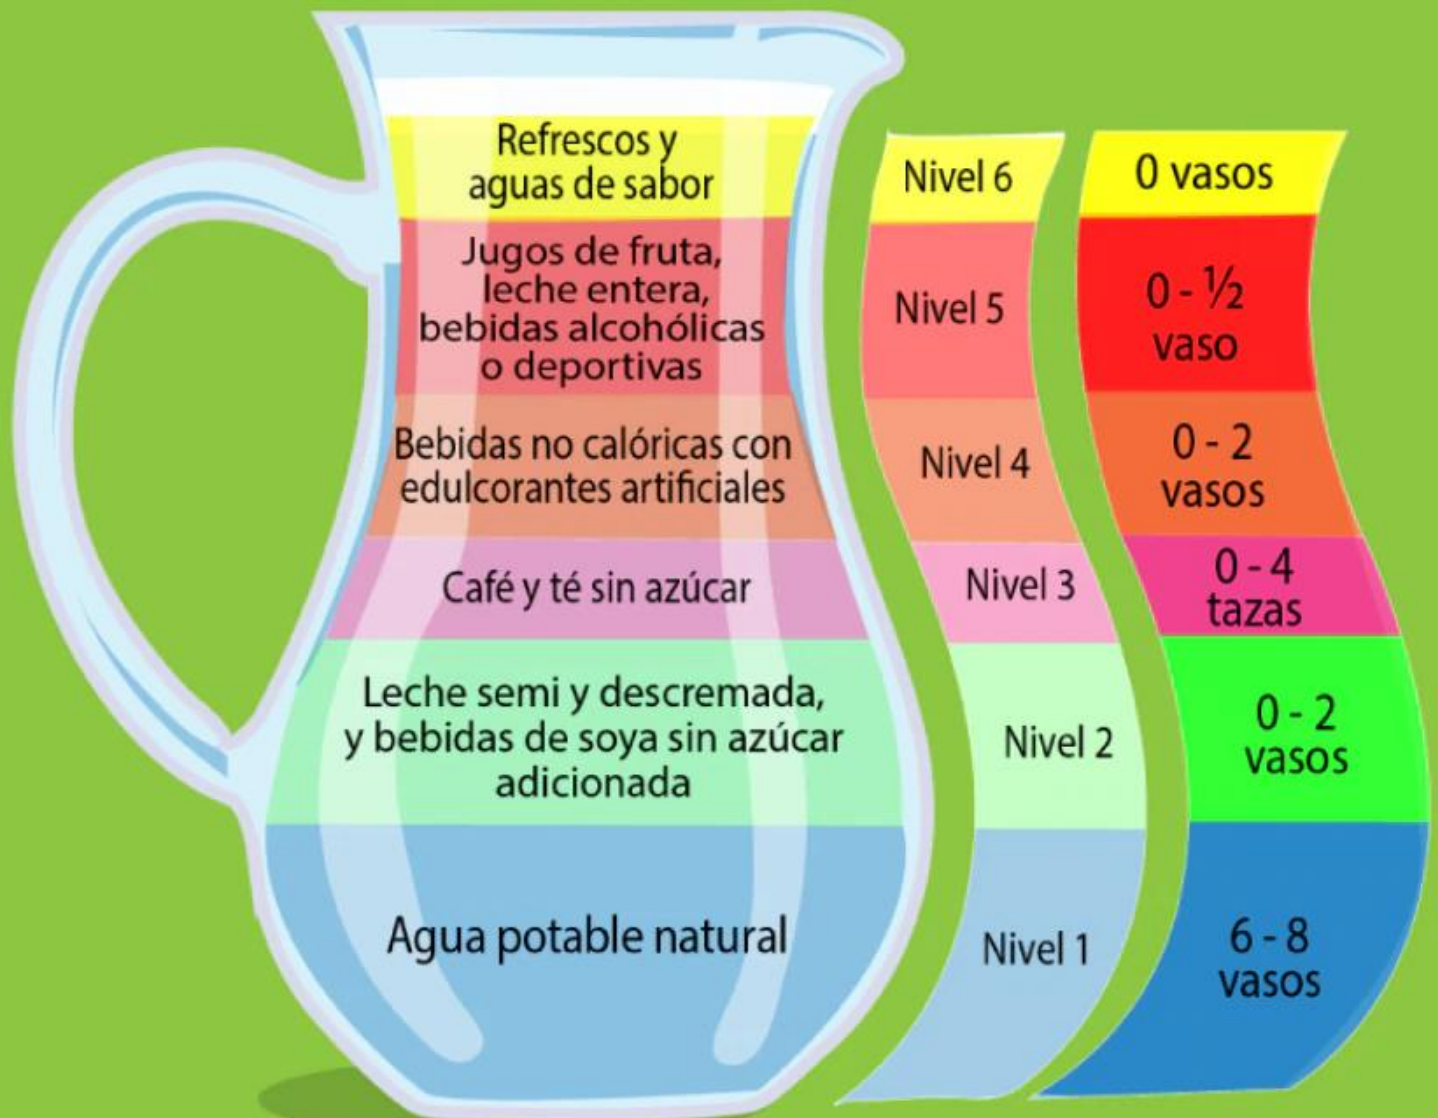 Refrescos y
aguas de sabor
Nivel 6
0 vasos
Jugos de fruta,
leche entera,
bebidas alcohólicas
o deportivas
Nivel 5
0 - ½
vaso
Bebidas no calóricas con
edulcorantes artificiales
Nivel 4
0 - 2
vasos
Café y té sin azúcar
Nivel 3
0 - 4
tazas
Leche semi y descremada,
y bebidas de soya sin azúcar
adicionada
Nivel 2
0 - 2
vasos
Agua potable natural
Nivel 1
6 - 8
vasos